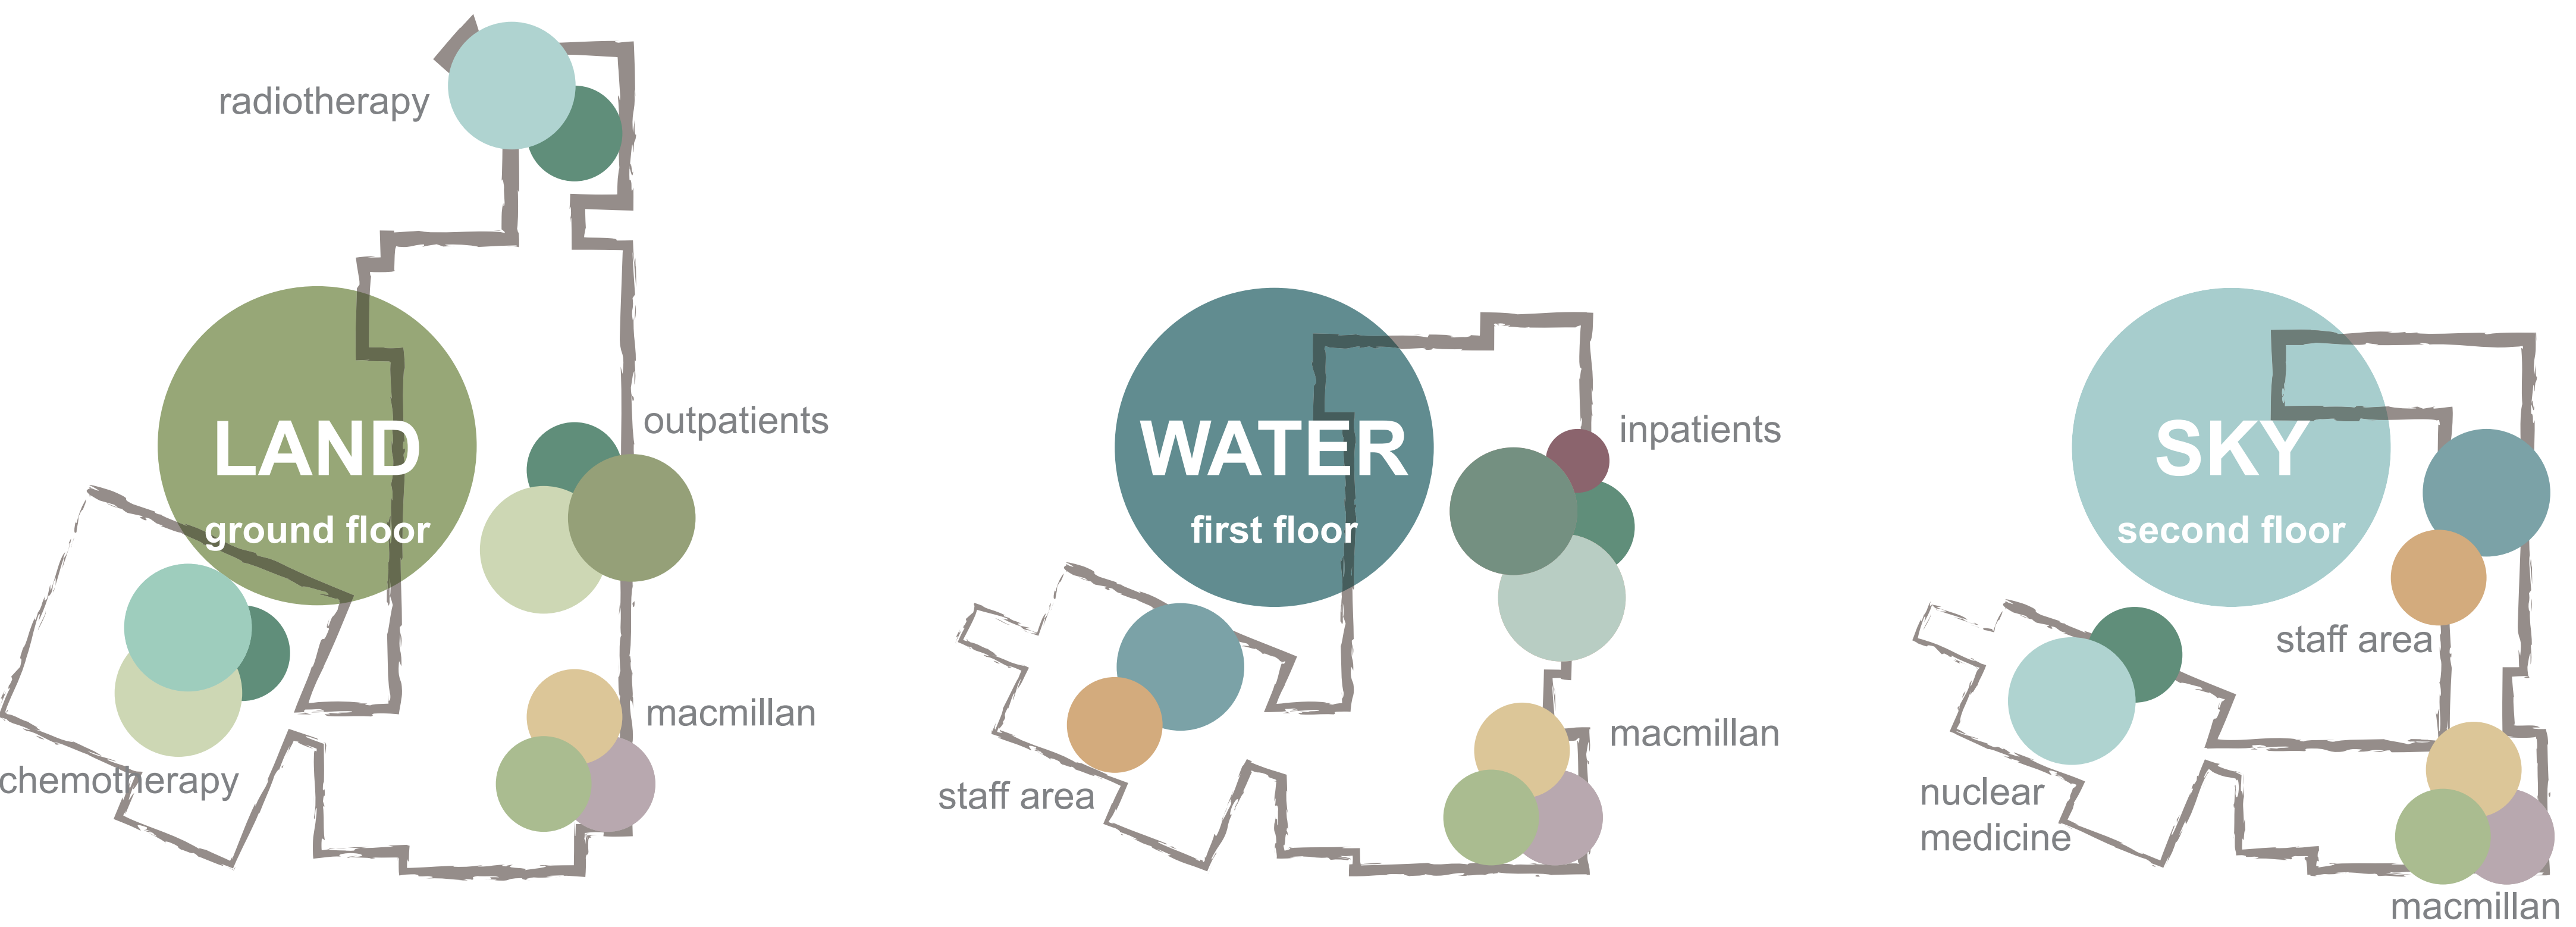 radiotherapy
LAND
ground floor
outpatients
macmillan
chemotherapy
WATER
first floor
inpatients
macmillan
staff area
SKY
second floor
staff area
nuclear
medicine
macmillan